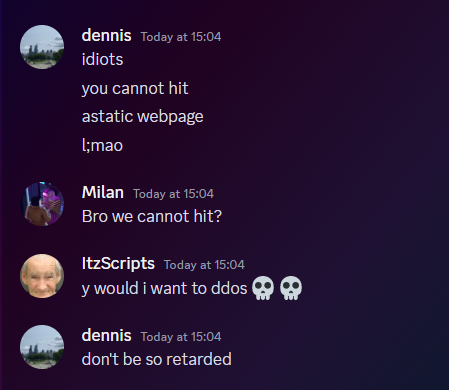 dennis Today at 15:04
idiots
you cannot hit
astatic webpage
l;mao
Milan Today at 15:04
Bro we cannot hit?
ItzScripts Today at 15:04
y would i want to ddos 💀 💀
dennis Today at 15:04
don't be so retarded